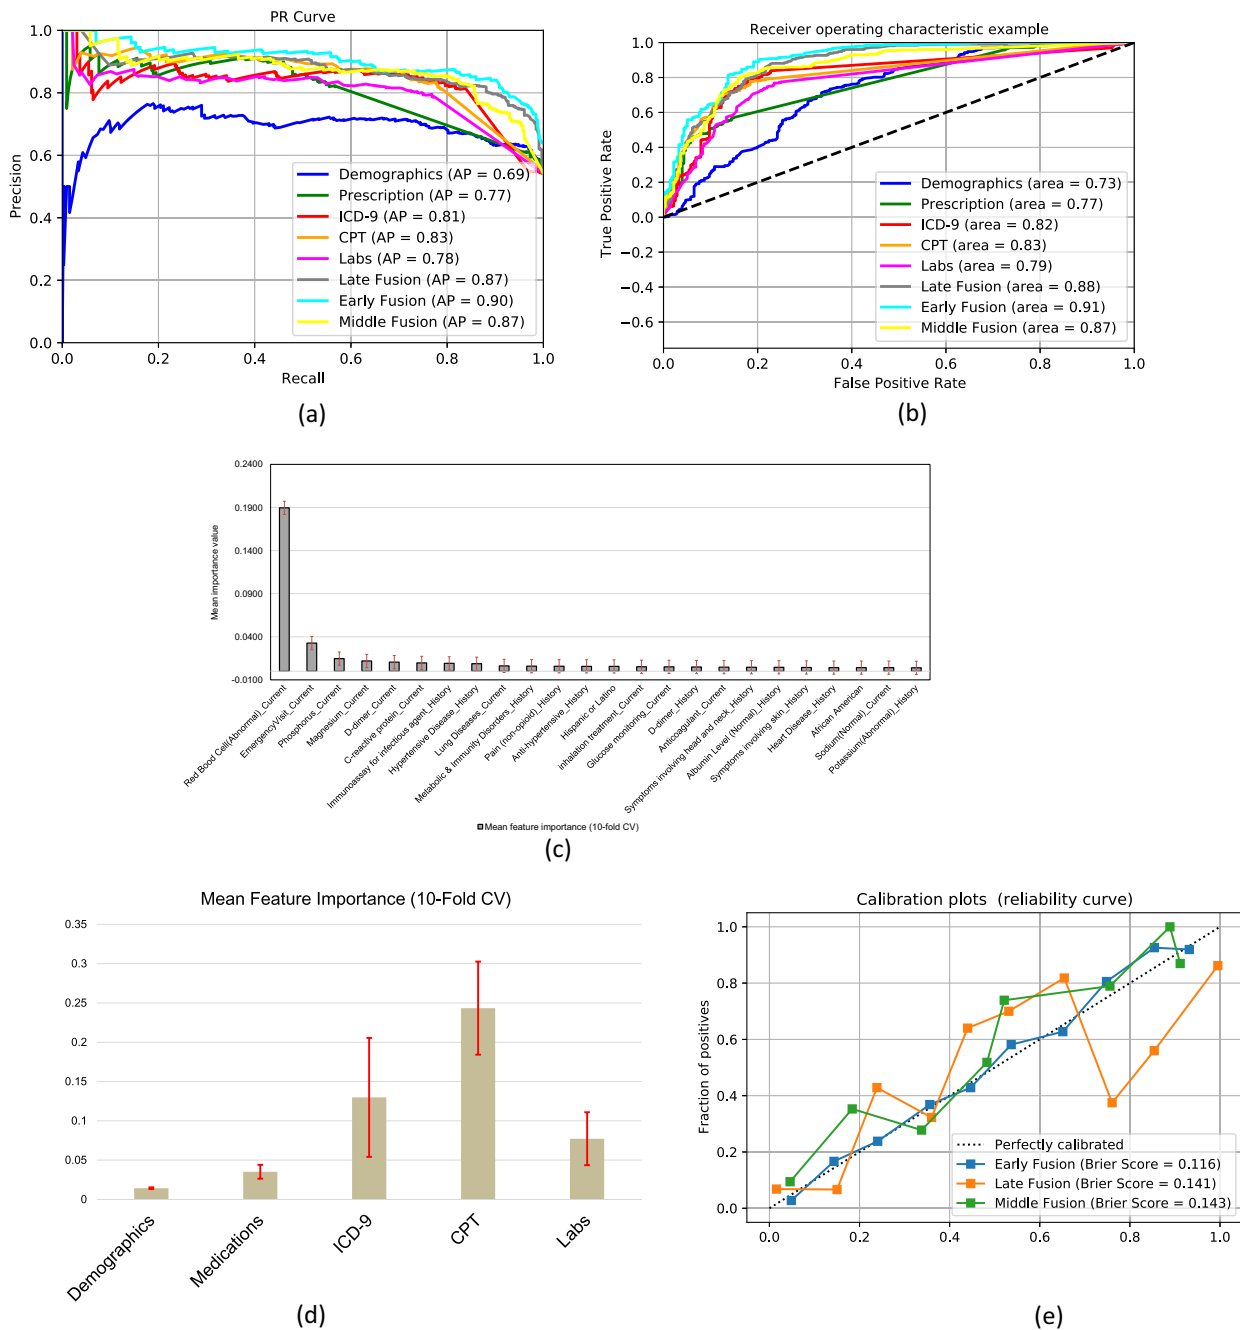 PR Curve
1.0
0.8
0.6
0.4
0.2
0.0
Precision
0.0 0.2 0.4 0.6 0.8 1.0
Recall
Demographics (AP = 0.69)
Prescription (AP = 0.77)
ICD-9 (AP = 0.81)
CPT (AP = 0.83)
Labs (AP = 0.78)
Late Fusion (AP = 0.87)
Early Fusion (AP = 0.90)
Middle Fusion (AP = 0.87)
(a)
Receiver operating characteristic example
1.0
0.8
0.6
0.4
0.2
0.0
−0.2
−0.4
−0.6
True Positive Rate
0.0 0.2 0.4 0.6 0.8 1.0
False Positive Rate
Demographics (area = 0.73)
Prescription (area = 0.77)
ICD-9 (area = 0.82)
CPT (area = 0.83)
Labs (area = 0.79)
Late Fusion (area = 0.88)
Early Fusion (area = 0.91)
Middle Fusion (area = 0.87)
(b)
0.2400
0.1900
0.1400
0.0900
0.0400
-0.0100
Mean importance value
Red Bood Cell(Abnormal)_Current
EmergencyVisit_Current
Phosphorus_Current
Magnesium_Current
D-dimer_Current
C-reactive protein_Current
Immunoassay for infectious agent_History
Hypertensive Disease_History
Lung Diseases_Current
Metabolic & Immunity Disorders_History
Pain (non-opioid)_History
Anti-hypertensive_History
Hispanic or Latino
inhalation treatment_Current
Glucose monitoring_Current
D-dimer_History
Anticoagulant_Current
Symptoms involving head and neck_History
Albumin Level (Normal)_History
Symptoms involving skin_History
Heart Disease_History
African American
Sodium(Normal)_Current
Potassium(Abnormal)_History
Mean feature importance (10-fold CV)
(c)
Mean Feature Importance (10-Fold CV)
0.35
0.3
0.25
0.2
0.15
0.1
0.05
0
Demographics
Medications
ICD-9
CPT
Labs
(d)
Calibration plots (reliability curve)
1.0
0.8
0.6
0.4
0.2
0.0
Fraction of positives
0.0 0.2 0.4 0.6 0.8 1.0
Perfectly calibrated
Early Fusion (Brier Score = 0.116)
Late Fusion (Brier Score = 0.141)
Middle Fusion (Brier Score = 0.143)
(e)